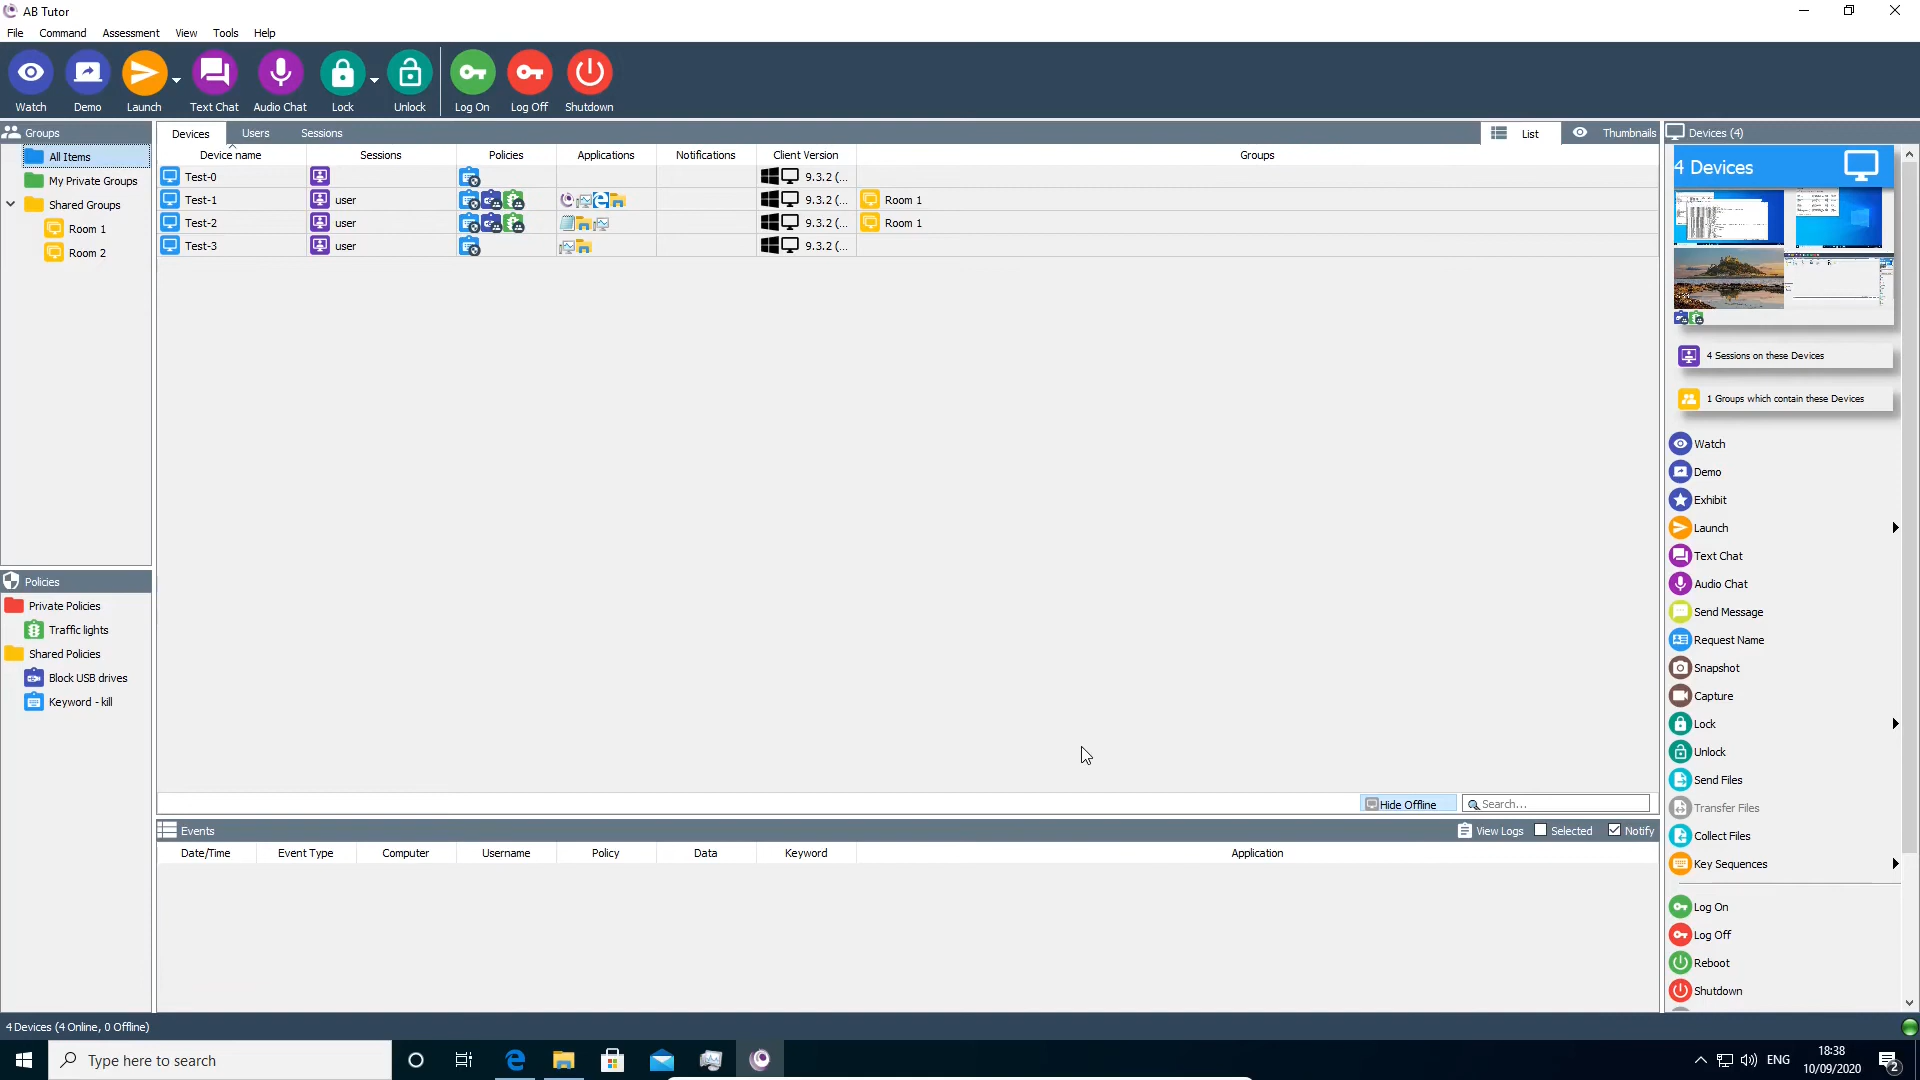 AB Tutor
File Command Assessment View Tools Help
Watch Demo Launch Text Chat Audio Chat Lock Unlock Log On Log Off Shutdown
Groups
All Items
My Private Groups
Shared Groups
Room 1
Room 2
Policies
Private Policies
Traffic lights
Shared Policies
Block USB drives
Keyword - kill
Devices Users Sessions List Thumbnails
Device name Sessions Policies Applications Notifications Client Version Groups
Test-0 9.3.2 (...
Test-1 user 9.3.2 (... Room 1
Test-2 user 9.3.2 (... Room 1
Test-3 user 9.3.2 (...
Hide Offline Search...
Events View Logs Selected Notify
Date/Time Event Type Computer Username Policy Data Keyword Application
Devices (4)
4 Devices
4 Sessions on these Devices
1 Groups which contain these Devices
Watch
Demo
Exhibit
Launch
Text Chat
Audio Chat
Send Message
Request Name
Snapshot
Capture
Lock
Unlock
Send Files
Transfer Files
Collect Files
Key Sequences
Log On
Log Off
Reboot
Shutdown
4 Devices (4 Online, 0 Offline)
Type here to search
ENG
18:38
10/09/2020
2